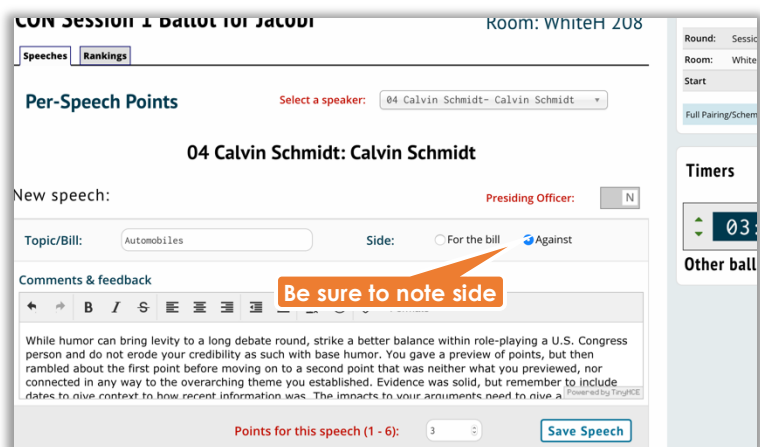 CON Session 1 Ballot for Jacobi
Room: WhiteH 208
Speeches Rankings
Per-Speech Points
Select a speaker: 04 Calvin Schmidt- Calvin Schmidt
04 Calvin Schmidt: Calvin Schmidt
New speech:
Presiding Officer: N
Topic/Bill: Automobiles Side: For the bill Against
Comments & feedback
Be sure to note side
B I S
While humor can bring levity to a long debate round, strike a better balance within role-playing a U.S. Congress
person and do not erode your credibility as such with base humor. You gave a preview of points, but then
rambled about the first point before moving on to a second point that was neither what you previewed, nor
connected in any way to the overarching theme you established. Evidence was solid, but remember to include
dates to give context to how recent information was. The impacts to your arguments need to give a
Powered by TinyMCE
Points for this speech (1 - 6): 3 Save Speech
Round: Sessio
Room: White
Start
Full Pairing/Schem
Timers
03:
Other ball